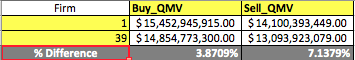 Firm Buy_QMV Sell_QMV
1 $15,452,945,915.00 $14,100,393,449.00
39 $14,854,773,300.00 $13,093,923,079.00
% Difference 3.8709% 7.1379%